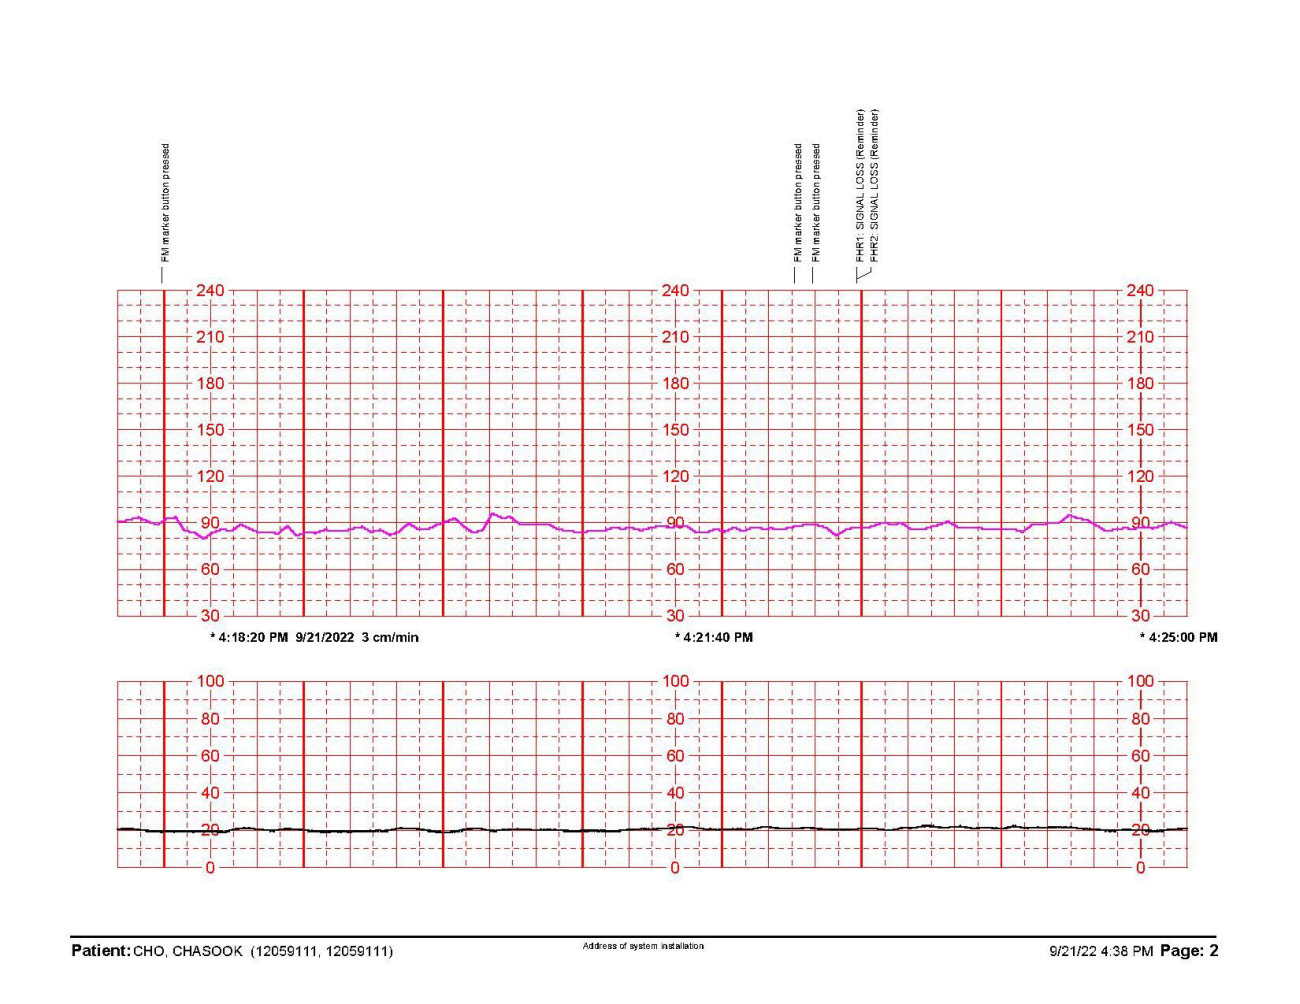 FM marker button pressed
FM marker button pressed
FM marker button pressed
FHR1: SIGNAL LOSS (Reminder)
FHR2: SIGNAL LOSS (Reminder)
240 240 240
210 210 210
180 180 180
150 150 150
120 120 120
90 90 90
60 60 60
30 30 30
* 4:18:20 PM 9/21/2022 3 cm/min * 4:21:40 PM * 4:25:00 PM
100 100 100
80 80 80
60 60 60
40 40 40
20 20 20
0 0 0
Patient: CHO, CHASOOK (12059111, 12059111) Address of system installation 9/21/22 4:38 PM Page: 2